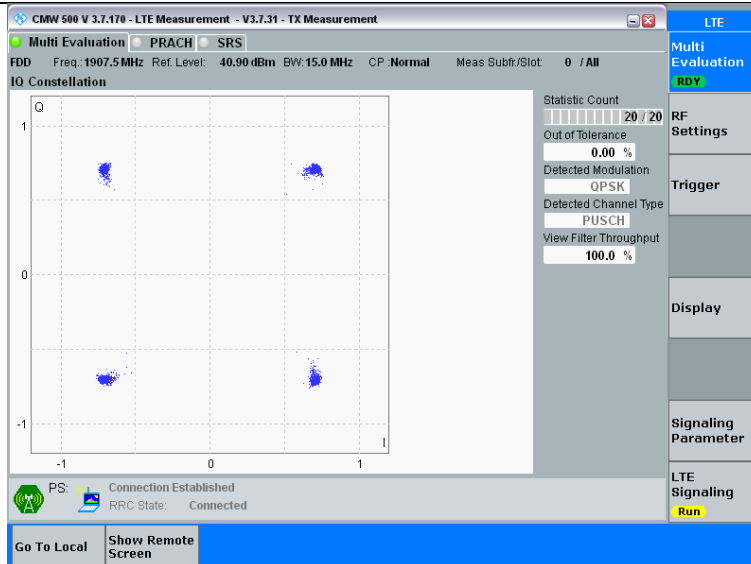 CMW 500 V 3.7.170 - LTE Measurement - V3.7.31 - TX Measurement
LTE
Multi Evaluation PRACH SRS
Multi
Evaluation
RDY
FDD Freq.: 1907.5 MHz Ref. Level: 40.90 dBm BW: 15.0 MHz CP : Normal Meas Subfr./Slot: 0 / All
IQ Constellation
Q
1
0
-1
-1 0 1
I
Statistic Count
20 / 20
Out of Tolerance
0.00 %
Detected Modulation
QPSK
Detected Channel Type
PUSCH
View Filter Throughput
100.0 %
RF
Settings
Trigger
Display
Signaling
Parameter
LTE
Signaling
Run
PS: Connection Established
RRC State: Connected
Go To Local
Show Remote
Screen